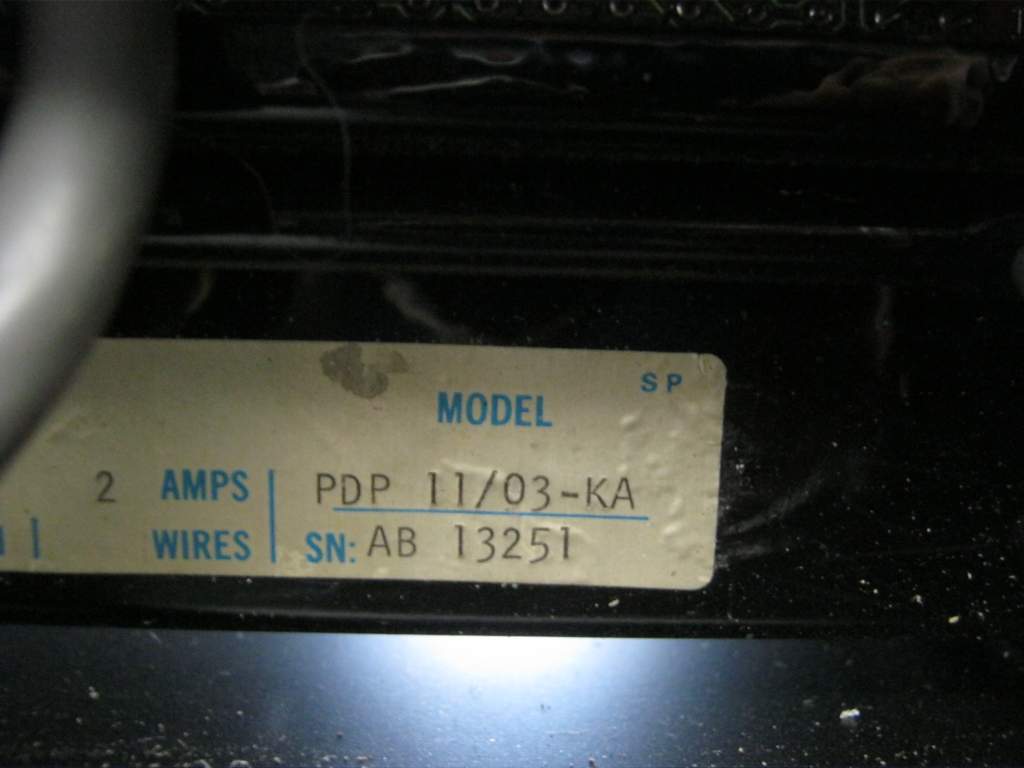 SP
MODEL
2 AMPS PDP 11/03-KA
WIRES SN: AB 13251